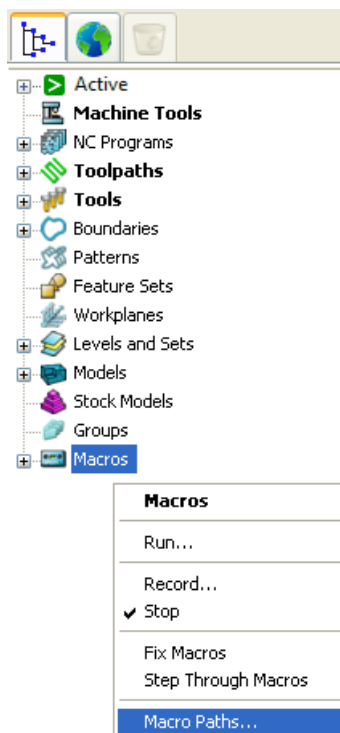 Active
Machine Tools
NC Programs
Toolpaths
Tools
Boundaries
Patterns
Feature Sets
Workplanes
Levels and Sets
Models
Stock Models
Groups
Macros
Macros
Run...
Record...
Stop
Fix Macros
Step Through Macros
Macro Paths...